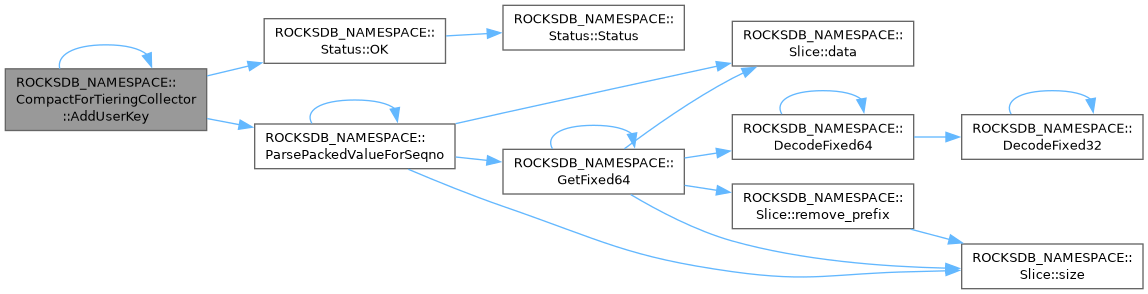 ROCKSDB_NAMESPACE::
CompactForTieringCollector
::AddUserKey
ROCKSDB_NAMESPACE::
Status::OK
ROCKSDB_NAMESPACE::
Status::Status
ROCKSDB_NAMESPACE::
ParsePackedValueForSeqno
ROCKSDB_NAMESPACE::
Slice::data
ROCKSDB_NAMESPACE::
GetFixed64
ROCKSDB_NAMESPACE::
DecodeFixed64
ROCKSDB_NAMESPACE::
DecodeFixed32
ROCKSDB_NAMESPACE::
Slice::remove_prefix
ROCKSDB_NAMESPACE::
Slice::size